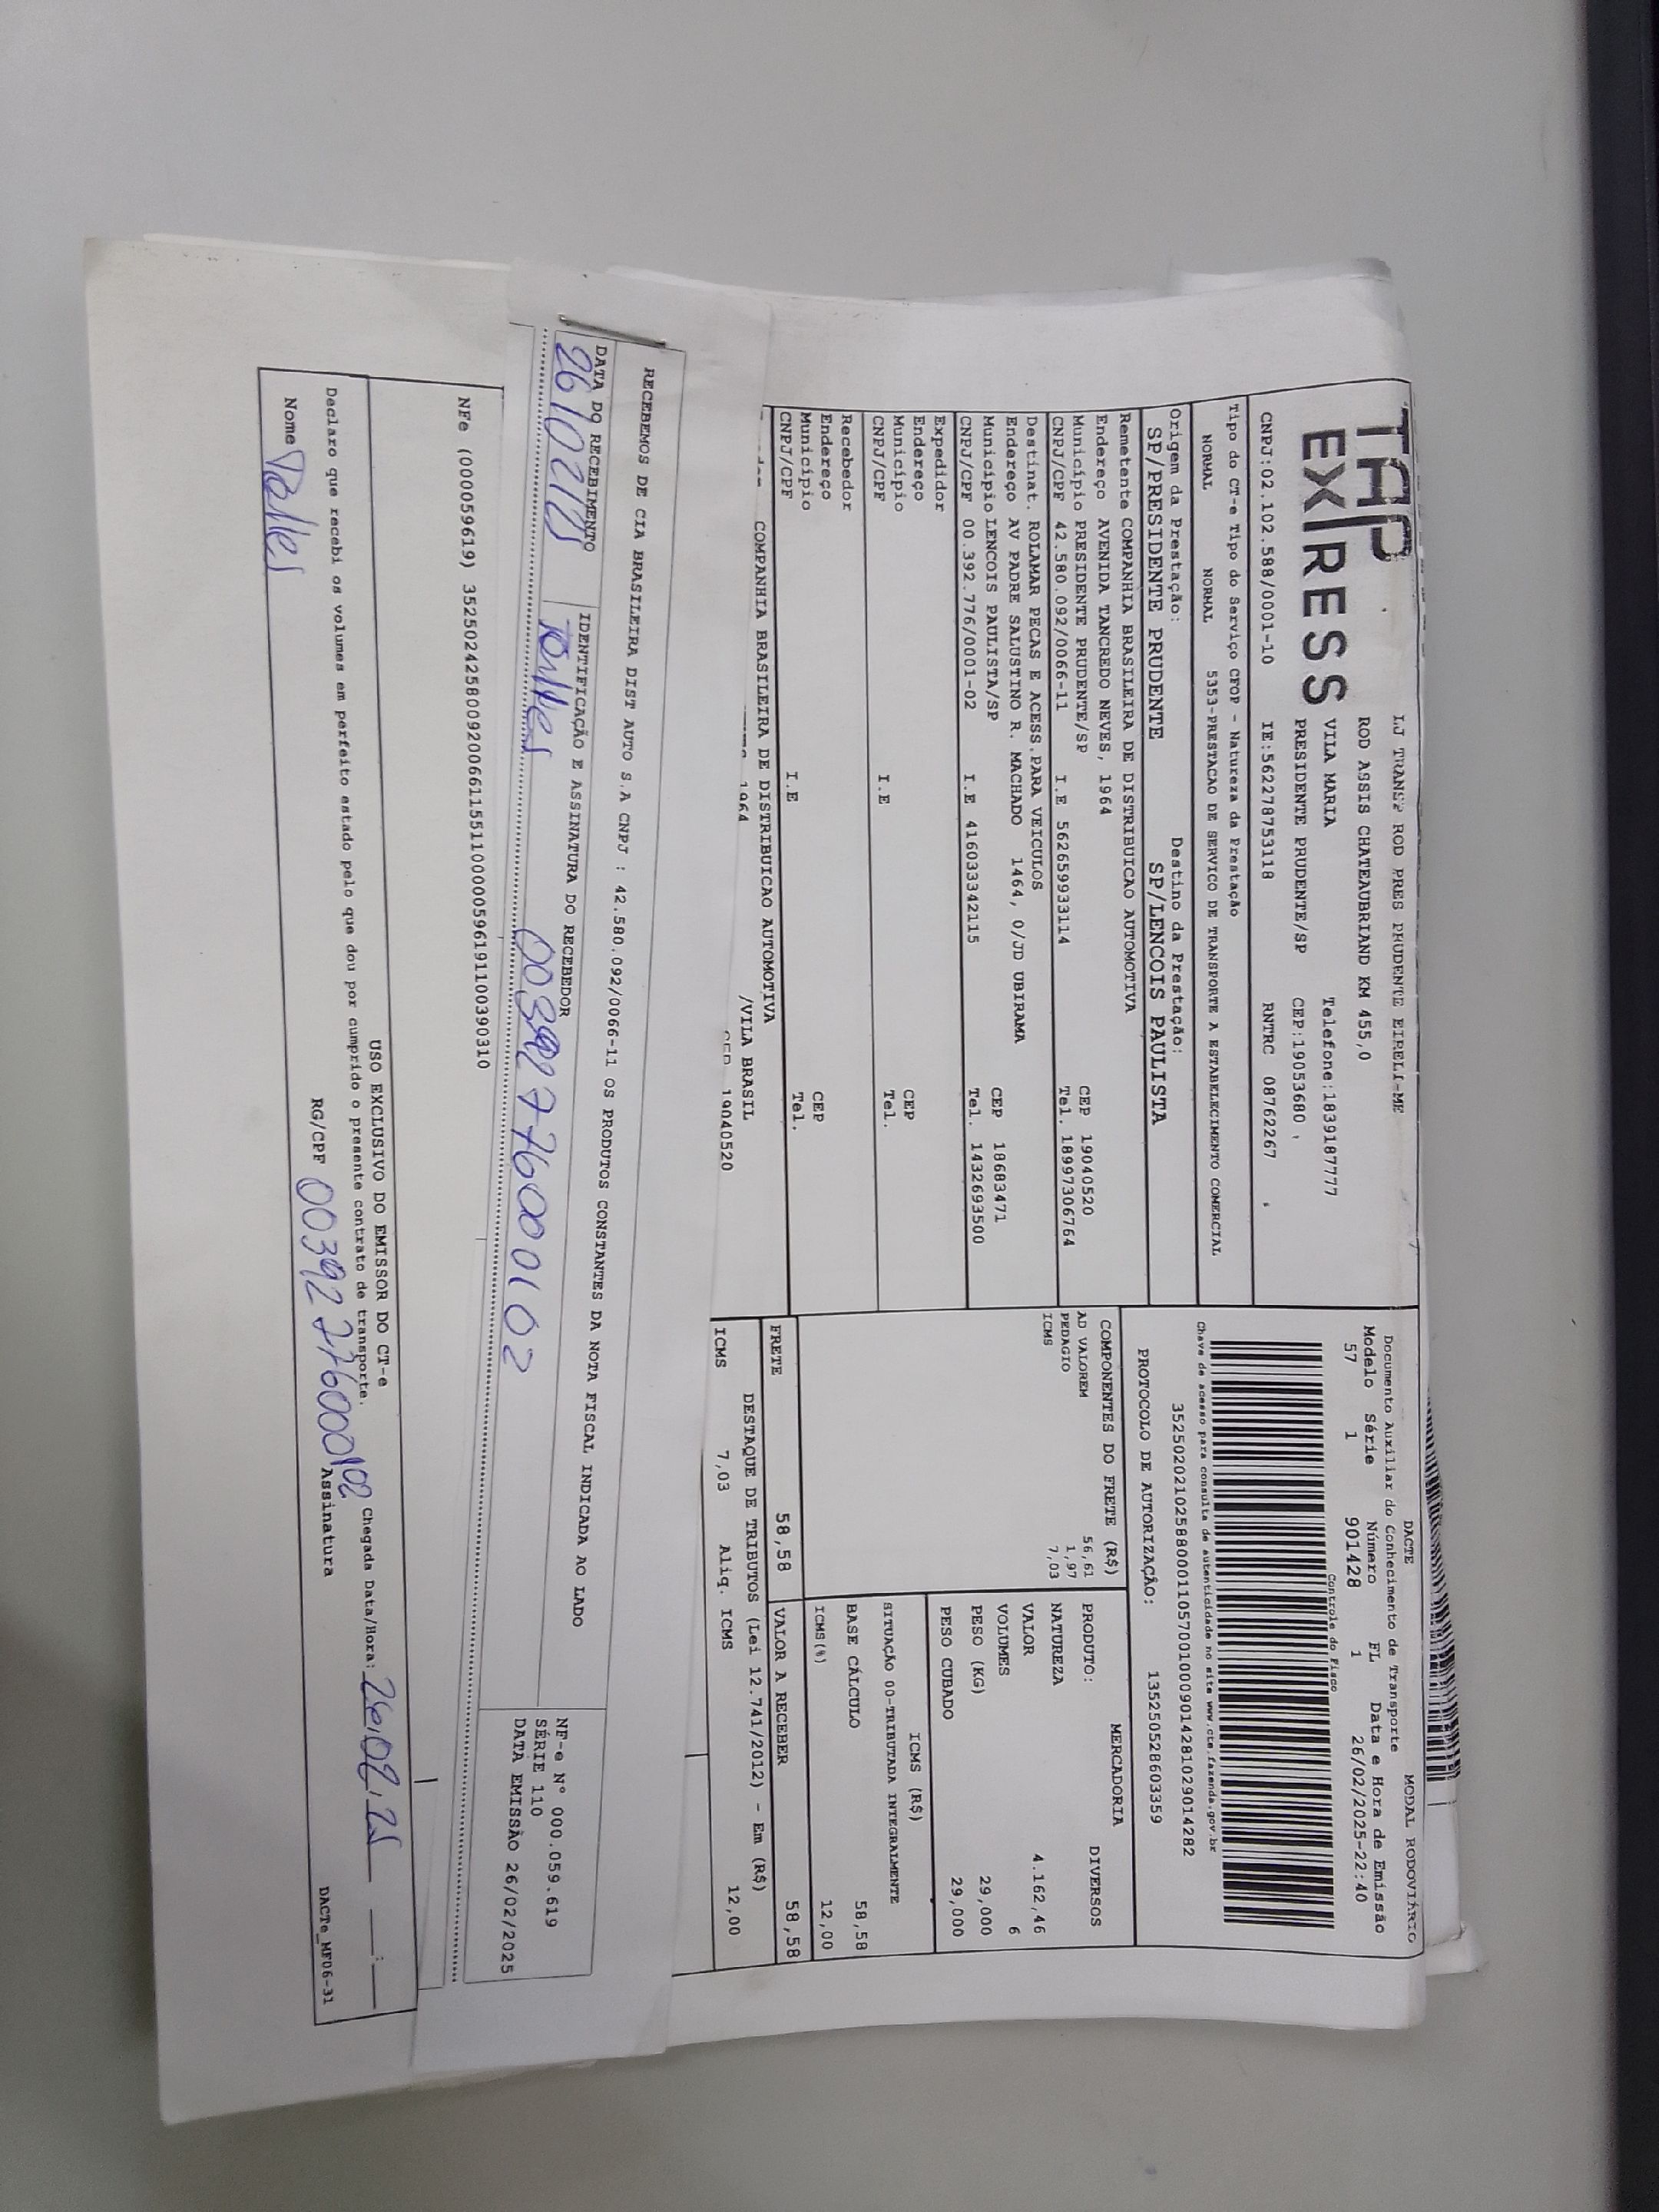 TAP
EXPRESS
LJ TRANSP ROD PRES PRUDENTE EIRELI-ME
ROD ASSIS CHATEAUBRIAND KM 455,0
VILA MARIA Telefone:1839187777
PRESIDENTE PRUDENTE/SP CEP:19053680
CNPJ:02.102.588/0001-10 IE:562278753118 RNTRC 08762267
Tipo do CT-e Tipo do Serviço CFOP - Natureza da Prestação
NORMAL NORMAL 5353-PRESTACAO DE SERVICO DE TRANSPORTE A ESTABELECIMENTO COMERCIAL
Origem da Prestação: Destino da Prestação:
SP/PRESIDENTE PRUDENTE SP/LENCOIS PAULISTA
Remetente COMPANHIA BRASILEIRA DE DISTRIBUICAO AUTOMOTIVA
Endereço AVENIDA TANCREDO NEVES, 1964
Município PRESIDENTE PRUDENTE/SP CEP 19040520
CNPJ/CPF 42.580.092/0066-11 I.E 562659933114 Tel. 18997306764
Destinat. ROLAMAR PECAS E ACESS.PARA VEICULOS
Endereço AV PADRE SALUSTINO R. MACHADO 1464, 0/JD UBIRAMA
Município LENCOIS PAULISTA/SP CEP 18683471
CNPJ/CPF 00.392.776/0001-02 I.E 416033342115 Tel. 1432693500
Expedidor
Endereço
Município CEP
CNPJ/CPF I.E Tel.
Recebedor
Endereço
Município CEP
CNPJ/CPF I.E Tel.
COMPANHIA BRASILEIRA DE DISTRIBUICAO AUTOMOTIVA
1964 /VILA BRASIL
CEP 19040520
DACTE MODAL RODOVIÁRIO
Documento Auxiliar do Conhecimento de Transporte
Modelo Série Número FL Data e Hora de Emissão
57 1 901428 1 26/02/2025-22:40
Controle do Fisco
Chave de acesso para consulta de autenticidade no site www.cte.fazenda.gov.br
35250202102588000110570010009014281029014282
PROTOCOLO DE AUTORIZAÇÃO: 135250528603359
COMPONENTES DO FRETE (R$)
AD VALOREM 56,61
PEDAGIO 1,97
ICMS 7,03
MERCADORIA
PRODUTO: DIVERSOS
NATUREZA
VALOR 4.162,46
VOLUMES 6
PESO (KG) 29,000
PESO CUBADO 29,000
ICMS (R$)
SITUAÇÃO 00-TRIBUTADA INTEGRALMENTE
BASE CÁLCULO 58,58
ICMS(%) 12,00
FRETE 58,58 VALOR A RECEBER 58,58
DESTAQUE DE TRIBUTOS (Lei 12.741/2012) - Em (R$)
ICMS 7,03 Aliq. ICMS 12,00
RECEBEMOS DE CIA BRASILEIRA DIST AUTO S.A CNPJ : 42.580.092/0066-11 OS PRODUTOS CONSTANTES DA NOTA FISCAL INDICADA AO LADO
DATA DO RECEBIMENTO IDENTIFICAÇÃO E ASSINATURA DO RECEBEDOR
26/02/25 Talles 00392776000102
NF-e Nº 000.059.619
SÉRIE 110
DATA EMISSÃO 26/02/2025
NFe (000059619) 35250242580092006611551100000596191100390310
USO EXCLUSIVO DO EMISSOR DO CT-e
Declaro que recebi os volumes em perfeito estado pelo que dou por cumprido o presente contrato de transporte.
Chegada Data/Hora: 26,02,25 :
Nome Talles RG/CPF 00392776000102 Assinatura
DACTe_MF06-31